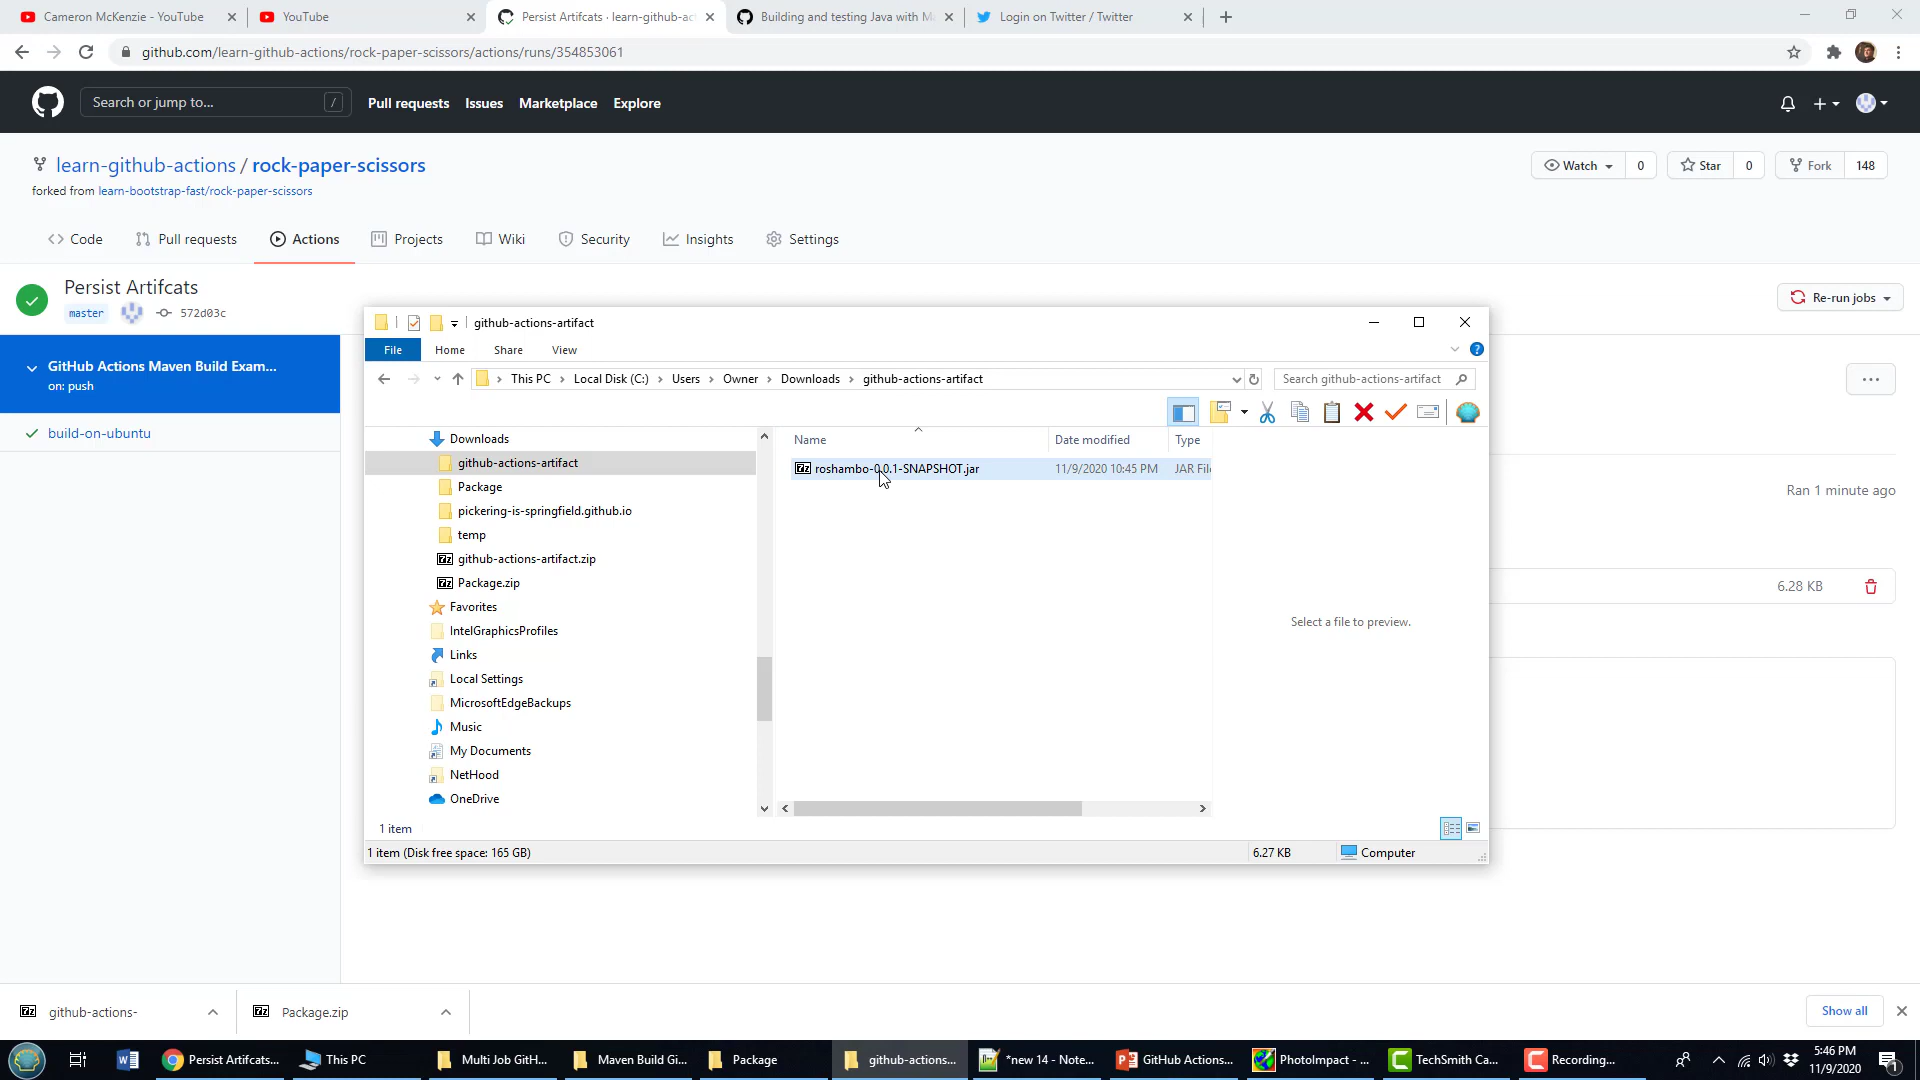 Cameron McKenzie - YouTube
YouTube
Persist Artifcats · learn-github-ac
Building and testing Java with M
Login on Twitter / Twitter
github.com/learn-github-actions/rock-paper-scissors/actions/runs/354853061
Search or jump to...
/
Pull requests
Issues
Marketplace
Explore
learn-github-actions / rock-paper-scissors
forked from learn-bootstrap-fast/rock-paper-scissors
Watch
0
Star
0
Fork
148
Code
Pull requests
Actions
Projects
Wiki
Security
Insights
Settings
Persist Artifcats
master
572d03c
Re-run jobs
GitHub Actions Maven Build Exam...
on: push
build-on-ubuntu
Ran 1 minute ago
6.28 KB
github-actions-artifact
File
Home
Share
View
This PC
Local Disk (C:)
Users
Owner
Downloads
github-actions-artifact
Search github-actions-artifact
Downloads
github-actions-artifact
Package
pickering-is-springfield.github.io
temp
github-actions-artifact.zip
Package.zip
Favorites
IntelGraphicsProfiles
Links
Local Settings
MicrosoftEdgeBackups
Music
My Documents
NetHood
OneDrive
Name
Date modified
Type
roshambo-0.0.1-SNAPSHOT.jar
11/9/2020 10:45 PM
JAR Fil
Select a file to preview.
1 item
1 item (Disk free space: 165 GB)
6.27 KB
Computer
github-actions-
Package.zip
Show all
Persist Artifcats...
This PC
Multi Job GitH...
Maven Build Gi...
Package
github-actions...
*new 14 - Note...
GitHub Actions...
PhotoImpact - ...
TechSmith Ca...
Recording...
5:46 PM
11/9/2020
1